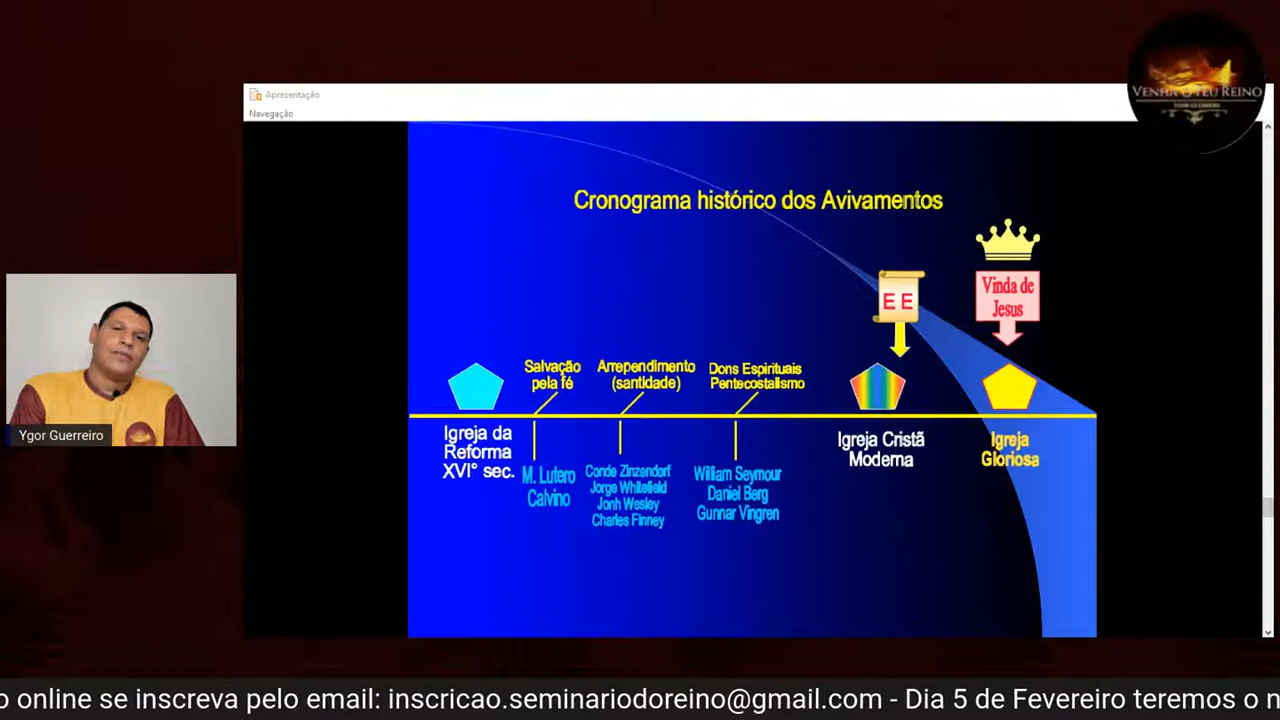 Apresentação
Navegação
VENHA O TEU REINO
YGOR GUERREIRO
Cronograma histórico dos Avivamentos
E E
Vinda de
Jesus
Salvação
pela fé
Arrependimento
(santidade)
Dons Espirituais
Pentecostalismo
Igreja da
Reforma
XVI° sec.
M. Lutero
Calvino
Conde Zinzendorf
Jorge Whitefield
Jonh Wesley
Charles Finney
William Seymour
Daniel Berg
Gunnar Vingren
Igreja Cristã
Moderna
Igreja
Gloriosa
Ygor Guerreiro
o online se inscreva pelo email: inscricao.seminariodoreino@gmail.com - Dia 5 de Fevereiro teremos o n